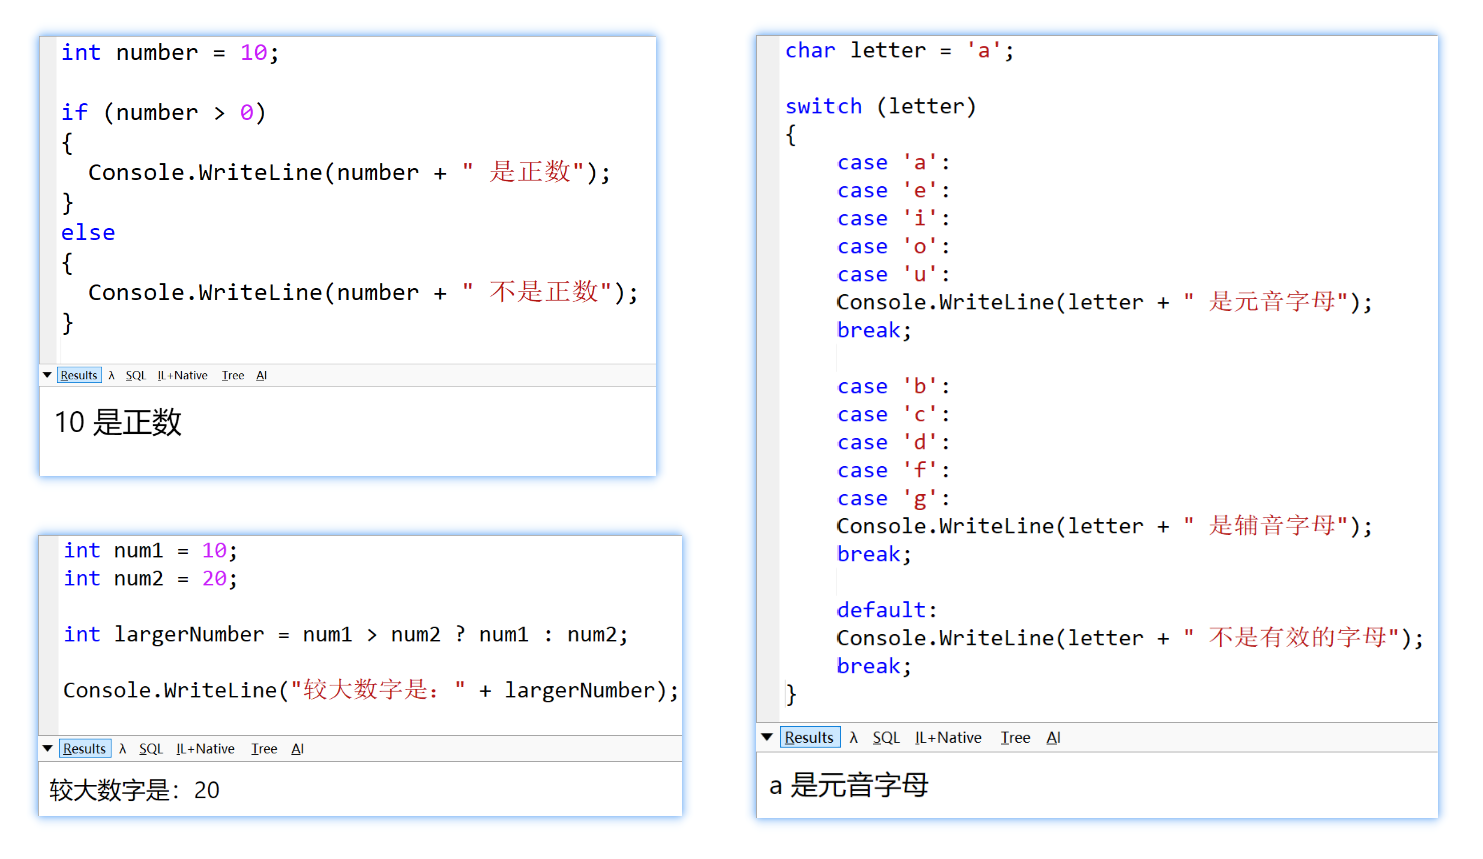 int number = 10;
if (number > 0)
{
Console.WriteLine(number + " 是正数");
}
else
{
Console.WriteLine(number + " 不是正数");
}
Results λ SQL IL+Native Tree AI
10 是正数
int num1 = 10;
int num2 = 20;
int largerNumber = num1 > num2 ? num1 : num2;
Console.WriteLine("较大数字是：" + largerNumber);
Results λ SQL IL+Native Tree AI
较大数字是：20
char letter = 'a';
switch (letter)
{
case 'a':
case 'e':
case 'i':
case 'o':
case 'u':
Console.WriteLine(letter + " 是元音字母");
break;
case 'b':
case 'c':
case 'd':
case 'f':
case 'g':
Console.WriteLine(letter + " 是辅音字母");
break;
default:
Console.WriteLine(letter + " 不是有效的字母");
break;
}
Results λ SQL IL+Native Tree AI
a 是元音字母